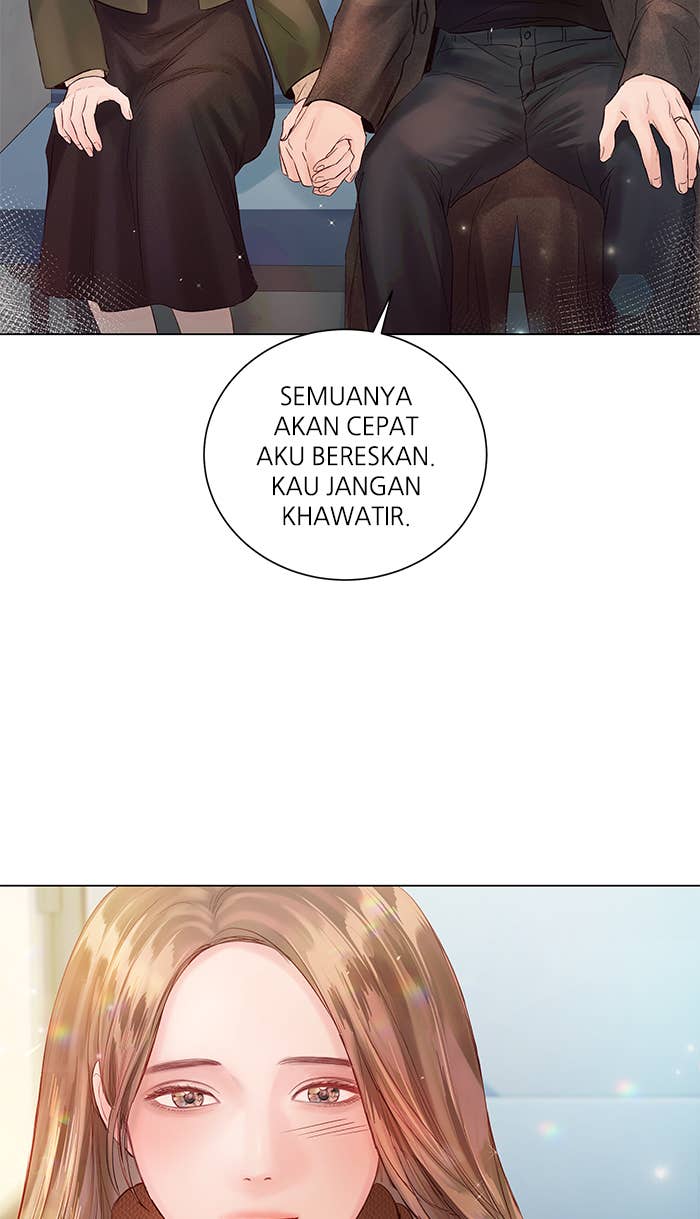 SEMUANYA
AKAN CEPAT
AKU BERESKAN.
KAU JANGAN
KHAWATIR.